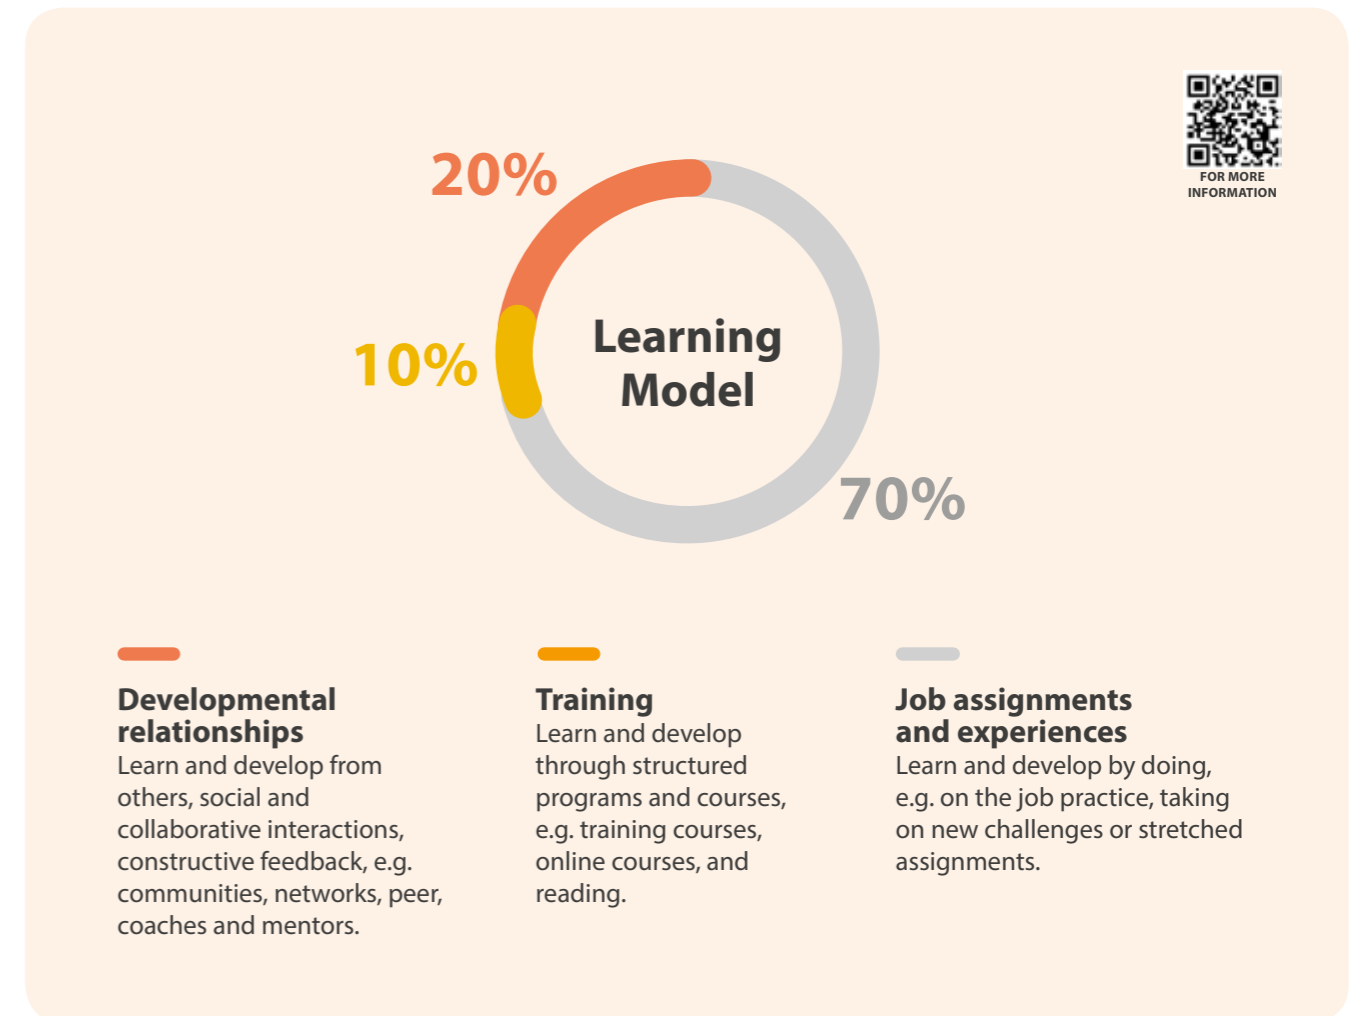 FOR MORE
INFORMATION
20%
10%
Learning
Model
70%
Developmental
relationships
Learn and develop from
others, social and
collaborative interactions,
constructive feedback, e.g.
communities, networks, peer,
coaches and mentors.
Training
Learn and develop
through structured
programs and courses,
e.g. training courses,
online courses, and
reading.
Job assignments
and experiences
Learn and develop by doing,
e.g. on the job practice, taking
on new challenges or stretched
assignments.